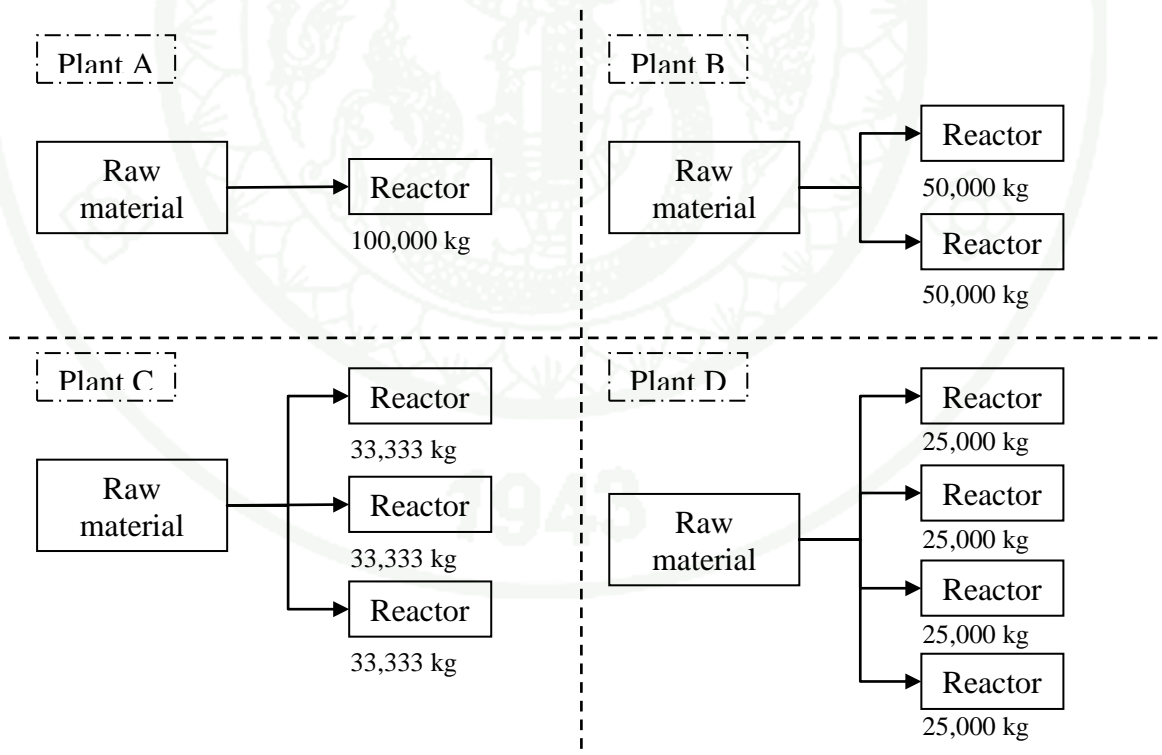 Plant A
Raw
material
Reactor
100,000 kg
Plant B
Raw
material
Reactor
50,000 kg
Reactor
50,000 kg
Plant C
Raw
material
Reactor
33,333 kg
Reactor
33,333 kg
Reactor
33,333 kg
Plant D
Raw
material
Reactor
25,000 kg
Reactor
25,000 kg
Reactor
25,000 kg
Reactor
25,000 kg
1943